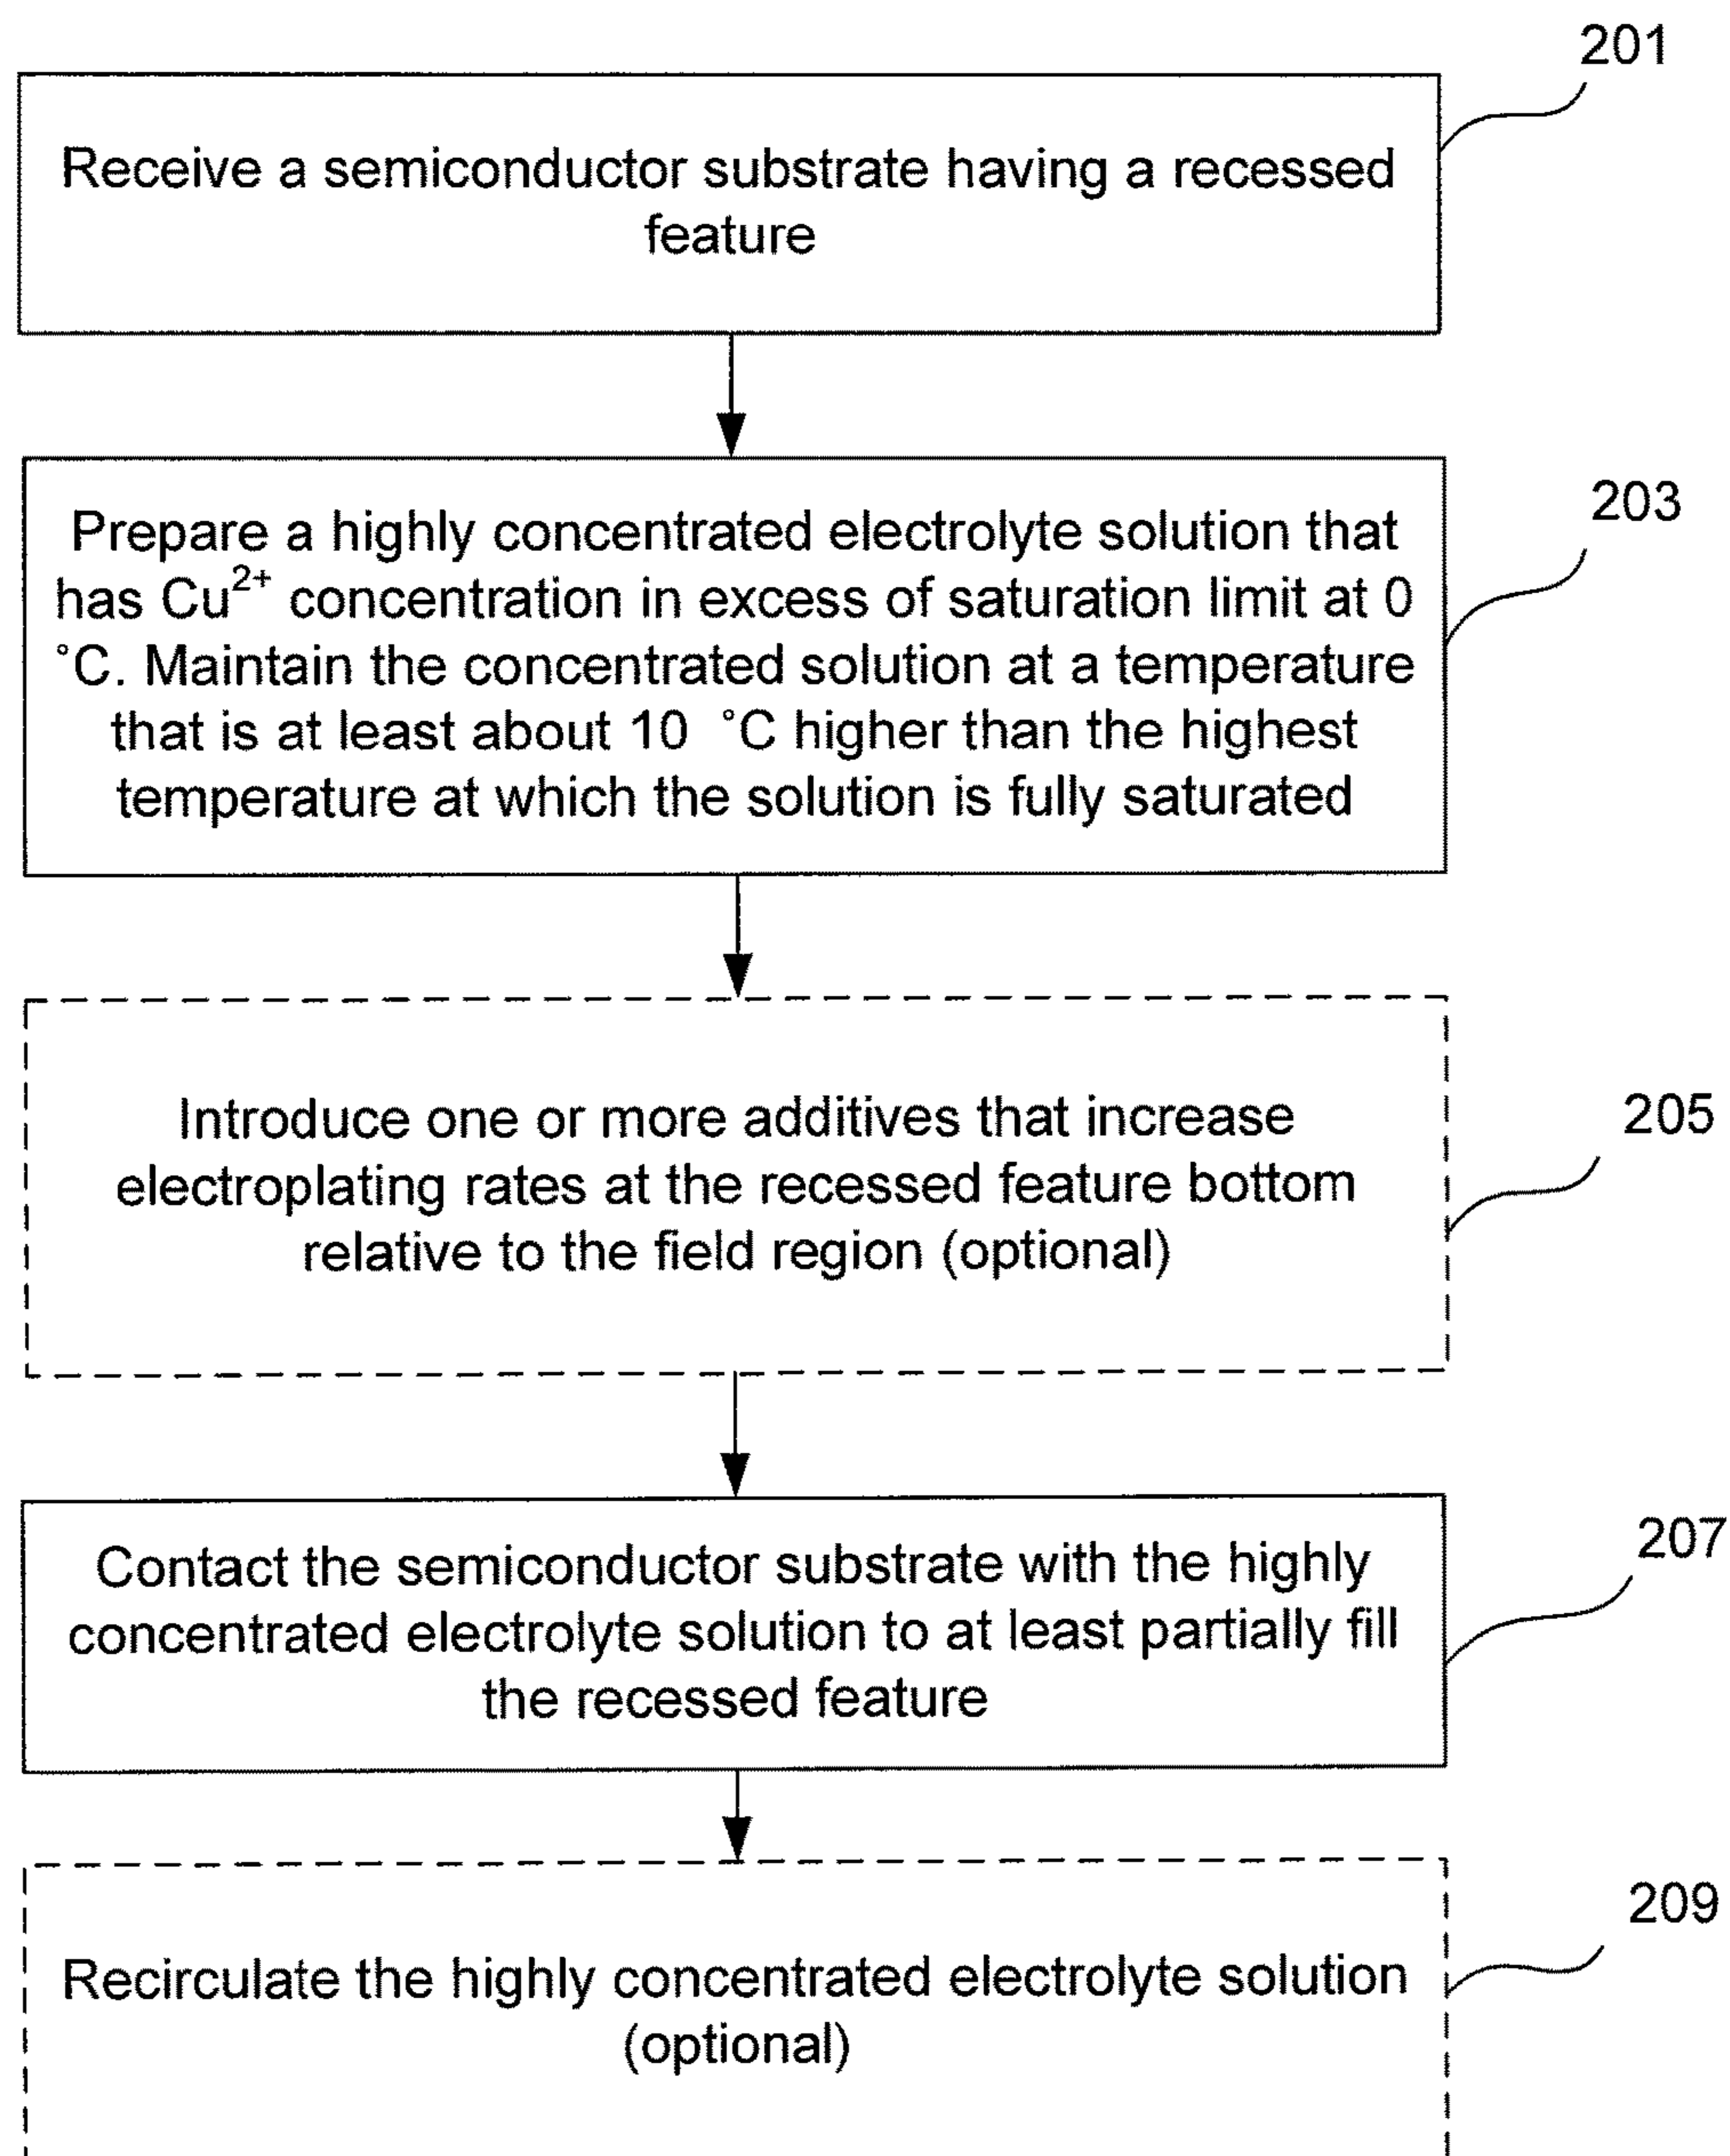 201
Receive a semiconductor substrate having a recessed
feature
203
Prepare a highly concentrated electrolyte solution that
has Cu²⁺ concentration in excess of saturation limit at 0
˚C. Maintain the concentrated solution at a temperature
that is at least about 10 ˚C higher than the highest
temperature at which the solution is fully saturated
205
Introduce one or more additives that increase
electroplating rates at the recessed feature bottom
relative to the field region (optional)
207
Contact the semiconductor substrate with the highly
concentrated electrolyte solution to at least partially fill
the recessed feature
209
Recirculate the highly concentrated electrolyte solution
(optional)